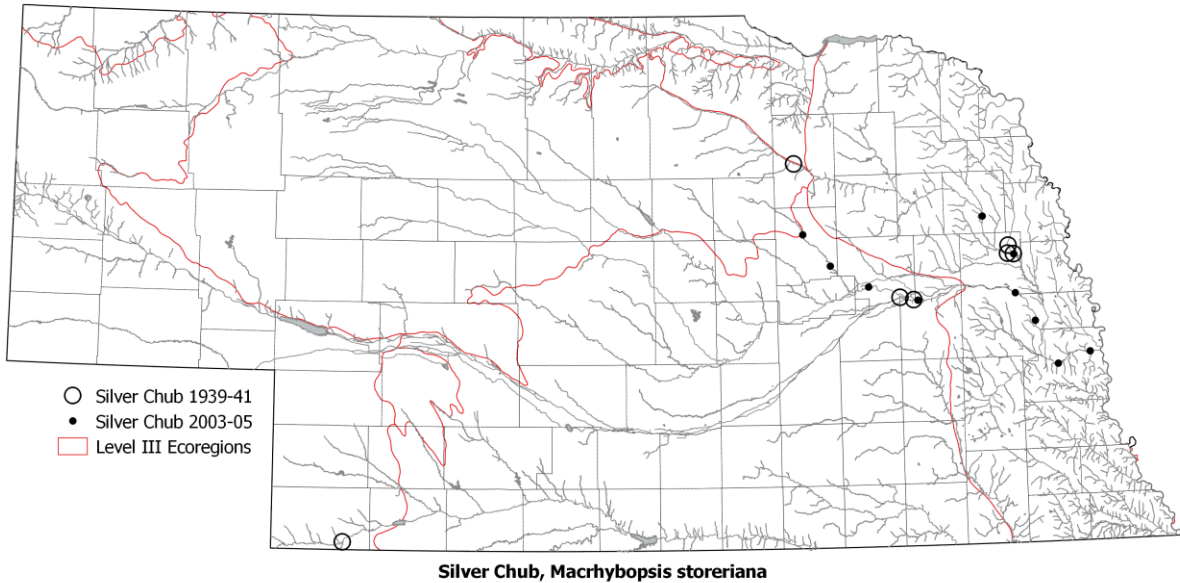 Silver Chub 1939-41
Silver Chub 2003-05
Level III Ecoregions
Silver Chub, Macrhybopsis storeriana